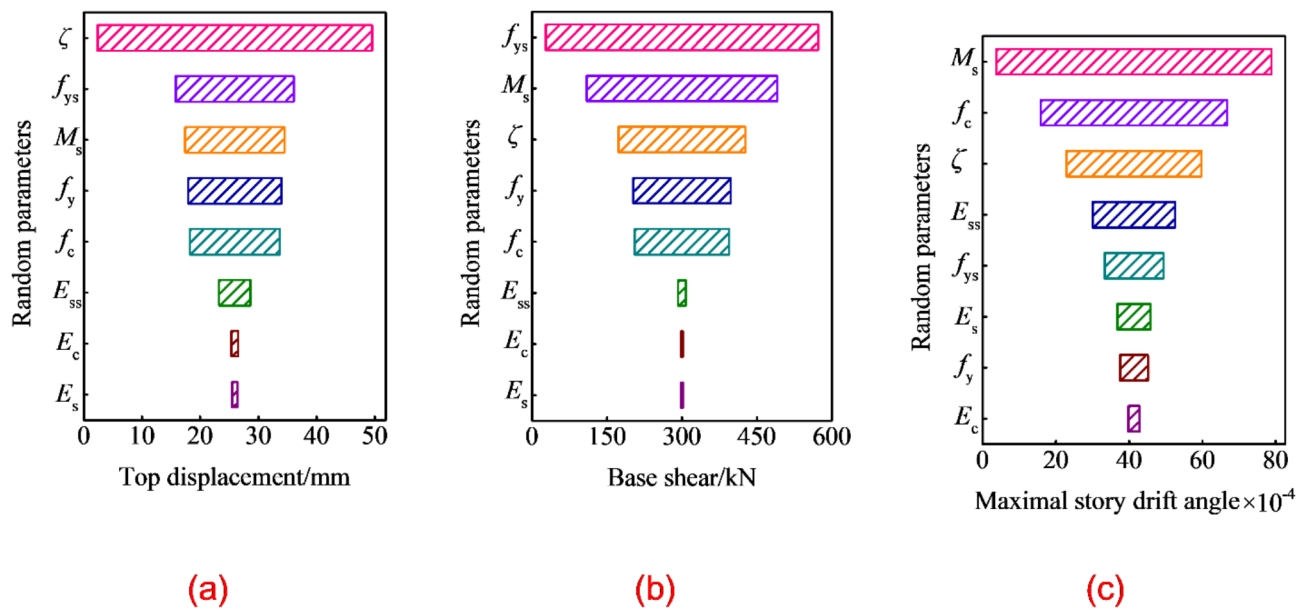 Random parameters
ζ
f_ys
M_s
f_y
f_c
E_ss
E_c
E_s
0 10 20 30 40 50
Top displacement/mm
(a)
Random parameters
f_ys
M_s
ζ
f_y
f_c
E_ss
E_c
E_s
0 150 300 450 600
Base shear/kN
(b)
Random parameters
M_s
f_c
ζ
E_ss
f_ys
E_s
f_y
E_c
0 20 40 60 80
Maximal story drift angle×10⁻⁴
(c)